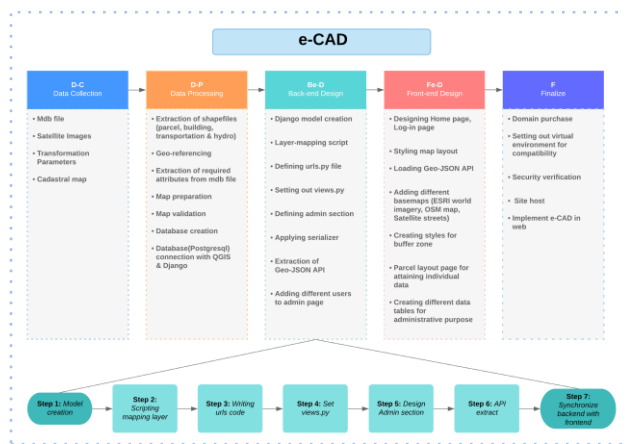 e-CAD
D-C
Data Collection
D-P
Data Processing
Be-D
Back-end Design
Fe-D
Front-end Design
F
Finalize
• Mdb file
• Satellite Images
• Transformation
Parameters
• Cadastral map
• Extraction of shapefiles
(parcel, building,
transportation & hydro)
• Geo-referencing
• Extraction of required
attributes from mdb file
• Map preparation
• Map validation
• Database creation
• Database(Postgresql)
connection with QGIS
& Django
• Django model creation
• Layer-mapping script
• Defining urls.py file
• Setting out views.py
• Defining admin section
• Applying serializer
• Extraction of
Geo-JSON API
• Adding different users
to admin page
• Designing Home page,
Log-in page
• Styling map layout
• Loading Geo-JSON API
• Adding different
basemaps (ESRI world
imagery, OSM map,
Satellite streets)
• Creating styles for
buffer zone
• Parcel layout page for
attaining individual
data
• Creating different data
tables for
administrative purpose
• Domain purchase
• Setting out virtual
environment for
compatibility
• Security verification
• Site host
• Implement e-CAD in
web
Step 1: Model
creation
Step 2:
Scripting
mapping layer
Step 3: Writing
urls code
Step 4: Set
views.py
Step 5: Design
Admin section
Step 6: API
extract
Step 7:
Synchronize
backend with
frontend